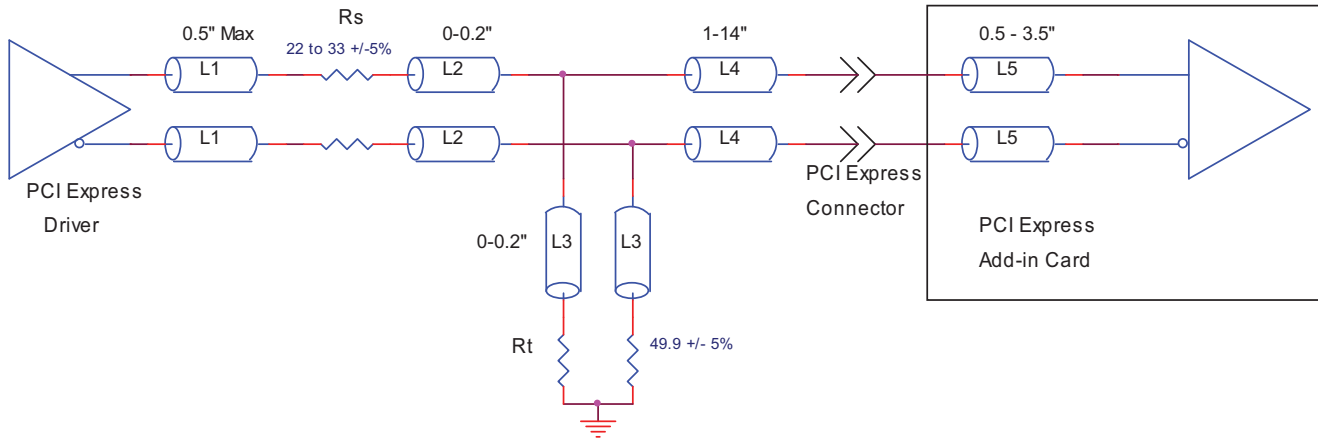 Rs
0.5" Max
22 to 33 +/-5%
0-0.2"
1-14"
0.5 - 3.5"
L1
L2
L4
L5
L1
L2
L4
L5
PCI Express
Driver
PCI Express
Connector
PCI Express
Add-in Card
0-0.2"
L3
L3
Rt
49.9 +/- 5%